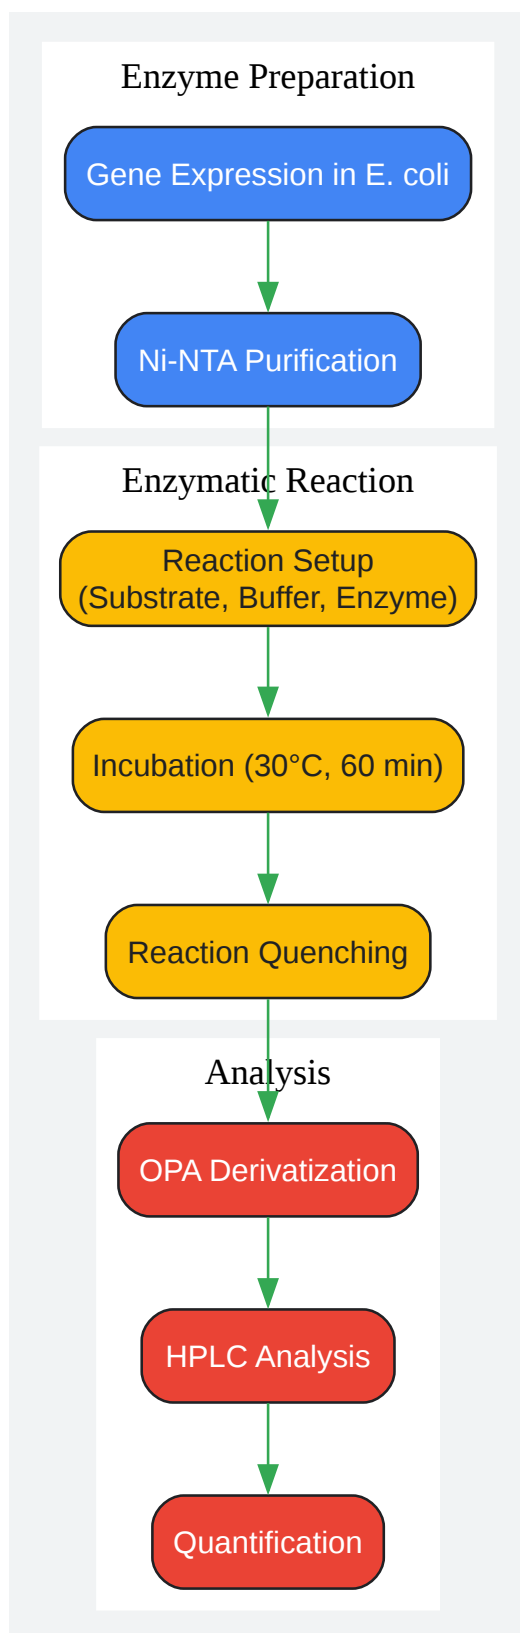 Enzyme Preparation
Gene Expression in E. coli
Ni-NTA Purification
Enzymatic Reaction
Reaction Setup
(Substrate, Buffer, Enzyme)
Incubation (30°C, 60 min)
Reaction Quenching
Analysis
OPA Derivatization
HPLC Analysis
Quantification